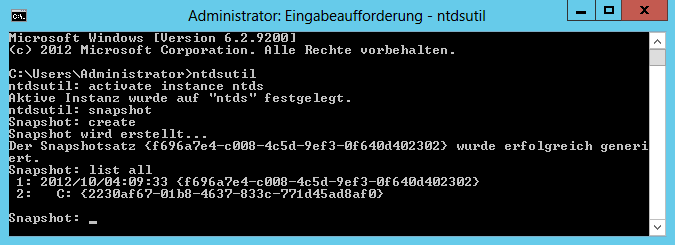 Administrator: Eingabeaufforderung - ntdsutil
Microsoft Windows [Version 6.2.9200]
(c) 2012 Microsoft Corporation. Alle Rechte vorbehalten.
C:\Users\Administrator>ntdsutil
ntdsutil: activate instance ntds
Aktive Instanz wurde auf "ntds" festgelegt.
ntdsutil: snapshot
Snapshot: create
Snapshot wird erstellt...
Der Snapshotsatz {f696a7e4-c008-4c5d-9ef3-0f640d402302} wurde erfolgreich generi
ert.
Snapshot: list all
1: 2012/10/04:09:33 {f696a7e4-c008-4c5d-9ef3-0f640d402302}
2: C: {2230af67-01b8-4637-833c-771d45ad8af0}
Snapshot: _